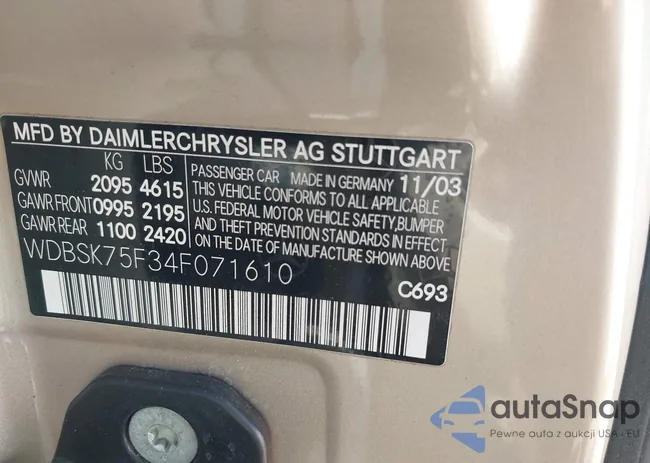 MFD BY DAIMLERCHRYSLER AG STUTTGART
KG LBS
GVWR 2095 4615
GAWR FRONT 0995 2195
GAWR REAR 1100 2420
PASSENGER CAR MADE IN GERMANY 11/03
THIS VEHICLE CONFORMS TO ALL APPLICABLE
U.S. FEDERAL MOTOR VEHICLE SAFETY, BUMPER
AND THEFT PREVENTION STANDARDS IN EFFECT
ON DATE OF MANUFACTURE SHOWN ABOVE
WDBSK75F34F071610
C693
autaSnap
Pewne auta z aukcji USA - EU